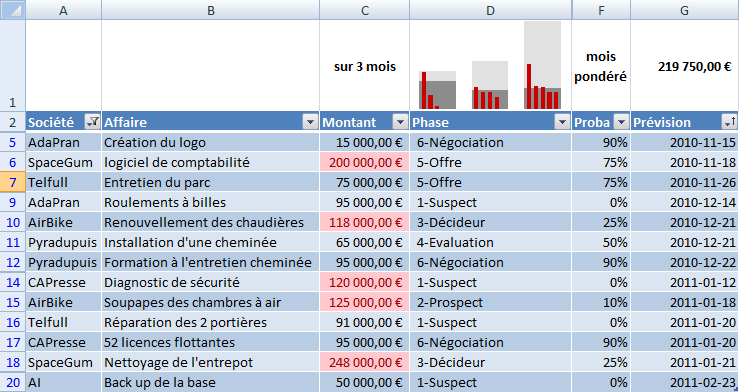 A B C D F G
1 sur 3 mois mois pondéré 219 750,00 €
2 Société Affaire Montant Phase Proba Prévision
5 AdaPran Création du logo 15 000,00 € 6-Négociation 90% 2010-11-15
6 SpaceGum logiciel de comptabilité 200 000,00 € 5-Offre 75% 2010-11-18
7 Telfull Entretien du parc 75 000,00 € 5-Offre 75% 2010-11-26
9 AdaPran Roulements à billes 95 000,00 € 1-Suspect 0% 2010-12-14
10 AirBike Renouvellement des chaudières 118 000,00 € 3-Décideur 25% 2010-12-21
11 Pyradupuis Installation d'une cheminée 65 000,00 € 4-Evaluation 50% 2010-12-21
12 Pyradupuis Formation à l'entretien cheminée 95 000,00 € 6-Négociation 90% 2010-12-22
14 CAPresse Diagnostic de sécurité 120 000,00 € 1-Suspect 0% 2011-01-12
15 AirBike Soupapes des chambres à air 125 000,00 € 2-Prospect 10% 2011-01-18
16 Telfull Réparation des 2 portières 91 000,00 € 1-Suspect 0% 2011-01-20
17 CAPresse 52 licences flottantes 95 000,00 € 6-Négociation 90% 2011-01-20
18 SpaceGum Nettoyage de l'entrepot 248 000,00 € 3-Décideur 25% 2011-01-21
20 AI Back up de la base 50 000,00 € 1-Suspect 0% 2011-02-23